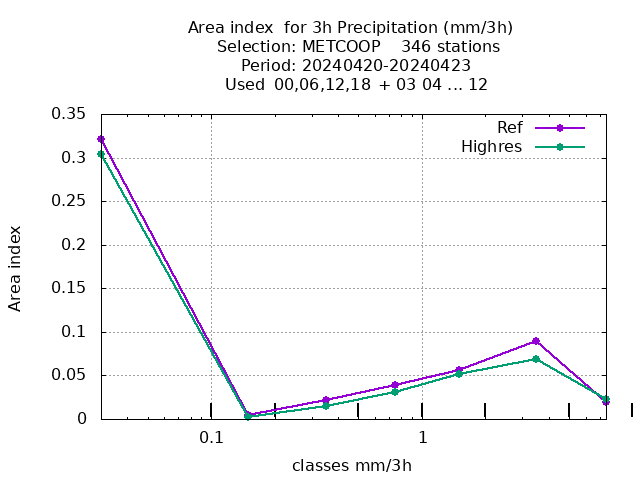 Area index  for 3h Precipitation (mm/3h)
Selection: METCOOP    346 stations
Period: 20240420-20240423
Used  00,06,12,18 + 03 04 ... 12
Ref
Highres
0.35
0.3
0.25
0.2
0.15
0.1
0.05
0
Area index
0.1
1
classes mm/3h